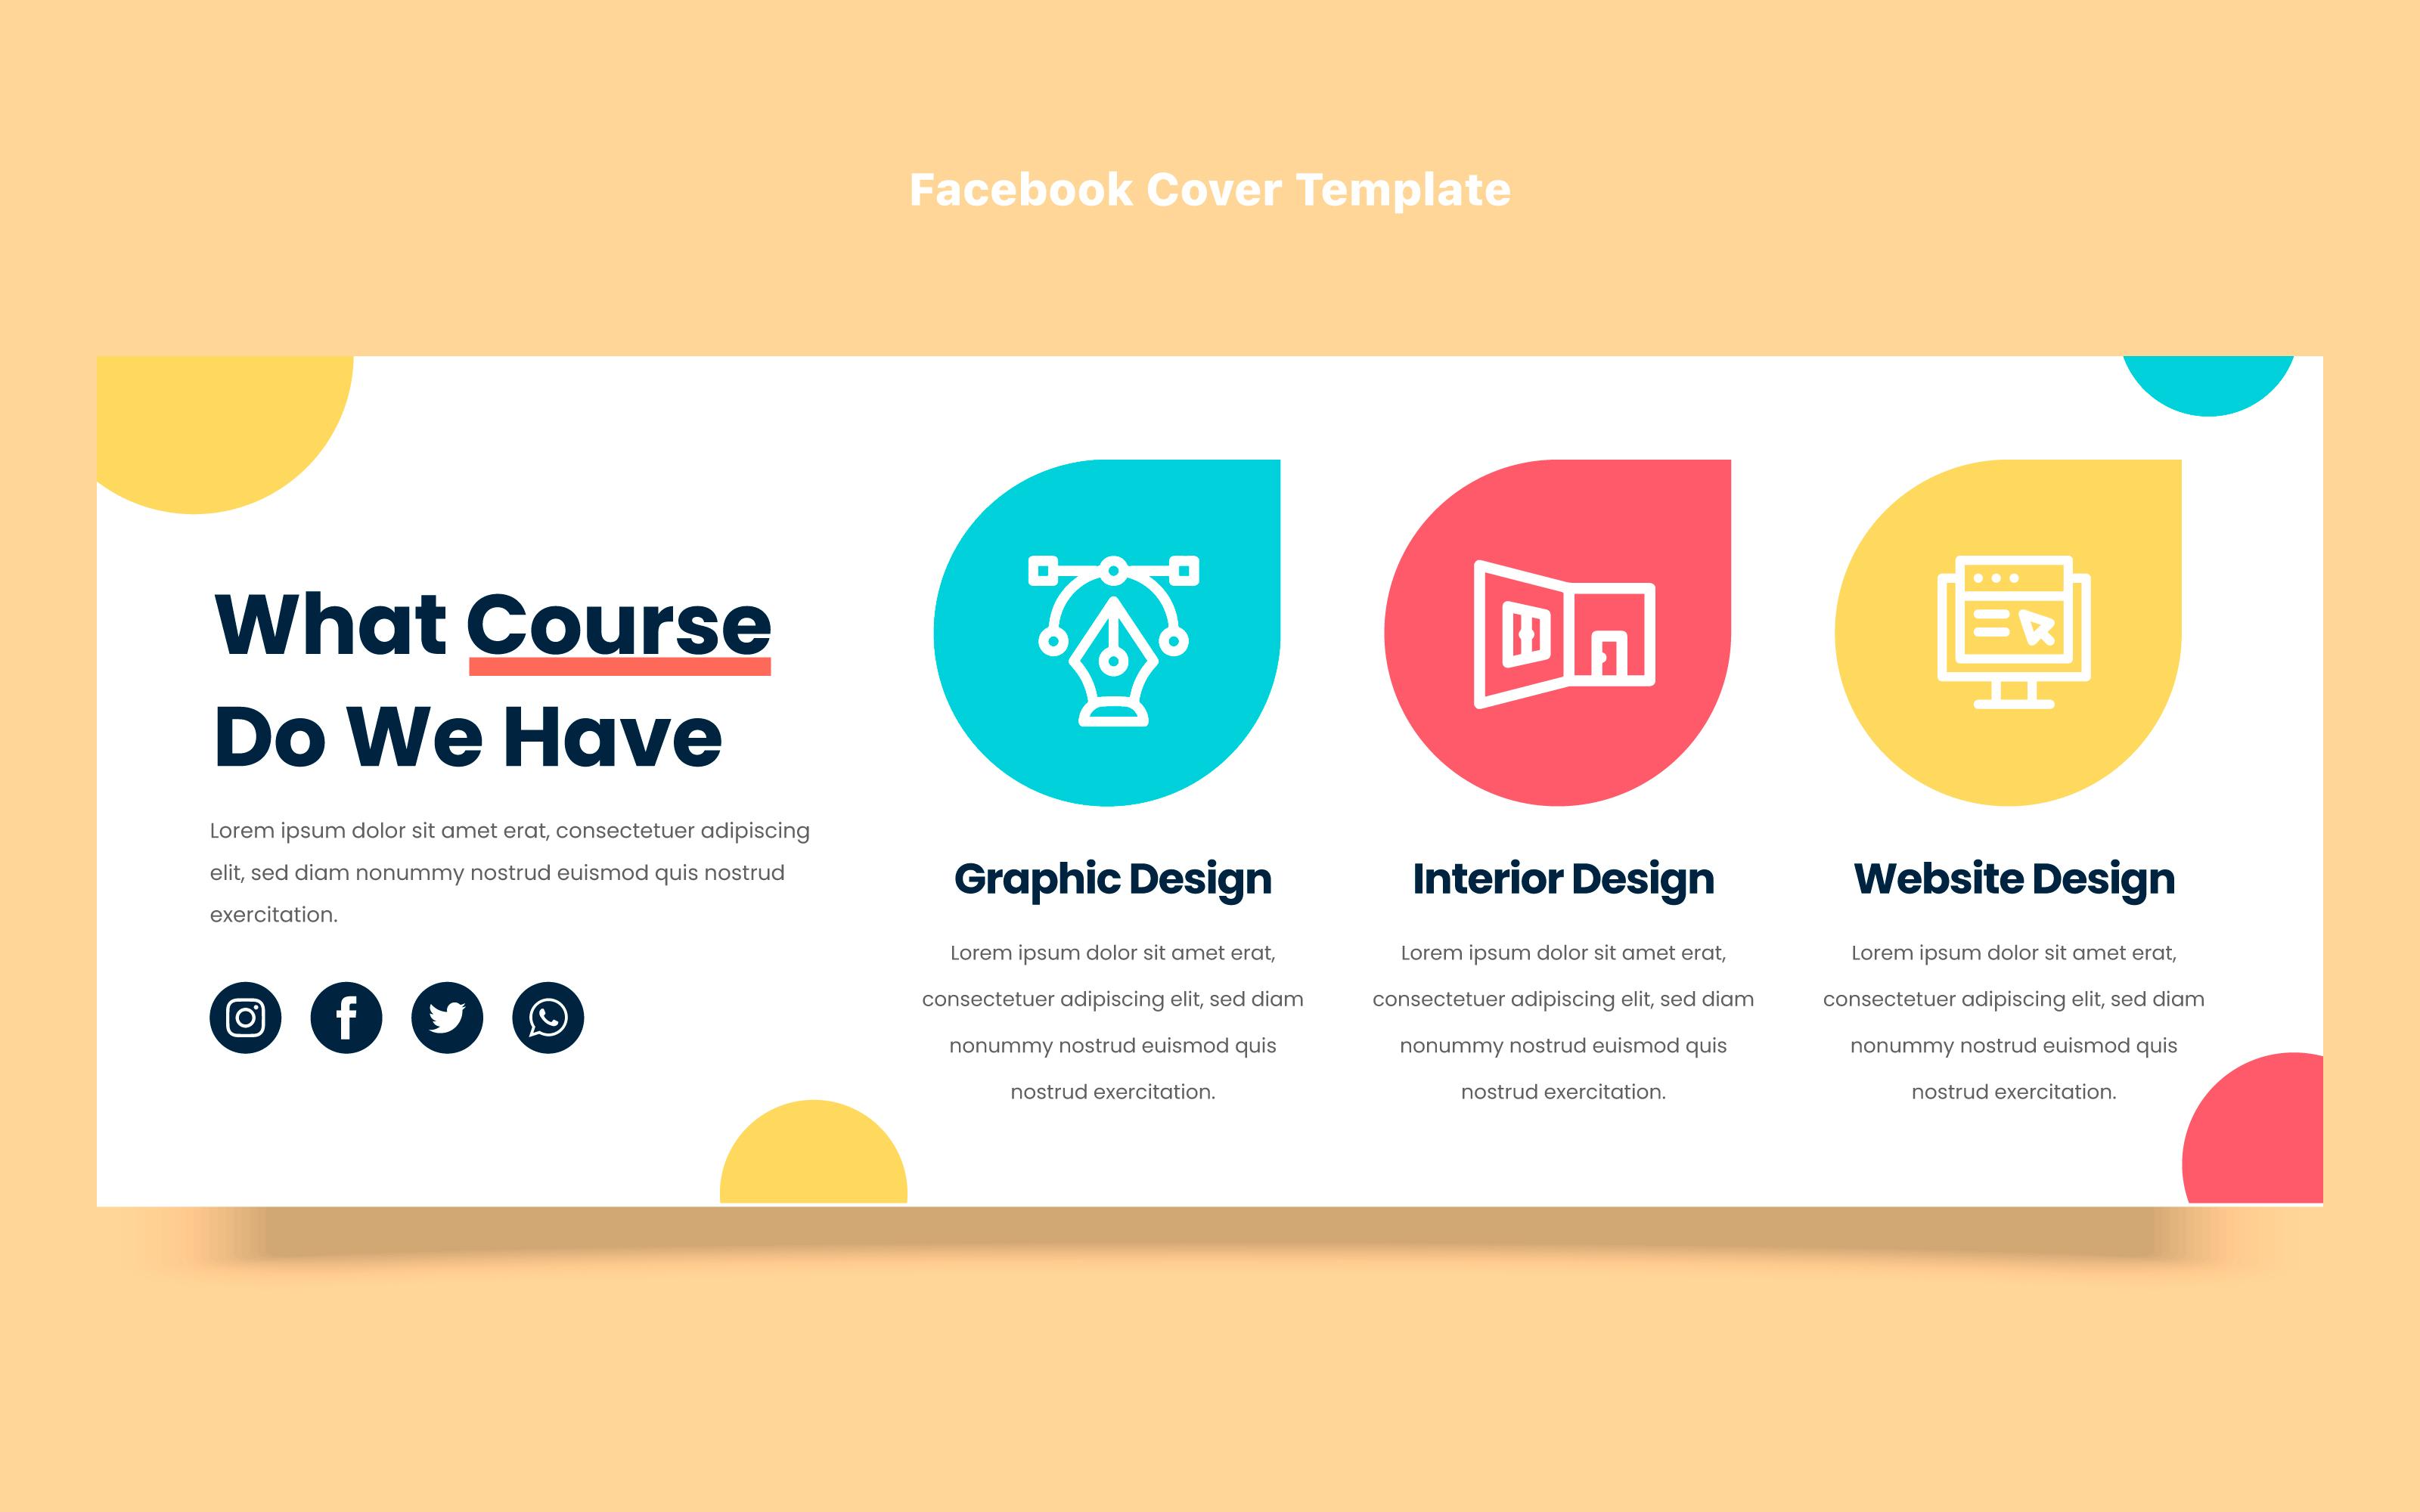 Facebook Cover Template
What Course
Do We Have
Lorem ipsum dolor sit amet erat, consectetuer adipiscing
elit, sed diam nonummy nostrud euismod quis nostrud
exercitation.
Graphic Design
Lorem ipsum dolor sit amet erat,
consectetuer adipiscing elit, sed diam
nonummy nostrud euismod quis
nostrud exercitation.
Interior Design
Lorem ipsum dolor sit amet erat,
consectetuer adipiscing elit, sed diam
nonummy nostrud euismod quis
nostrud exercitation.
Website Design
Lorem ipsum dolor sit amet erat,
consectetuer adipiscing elit, sed diam
nonummy nostrud euismod quis
nostrud exercitation.